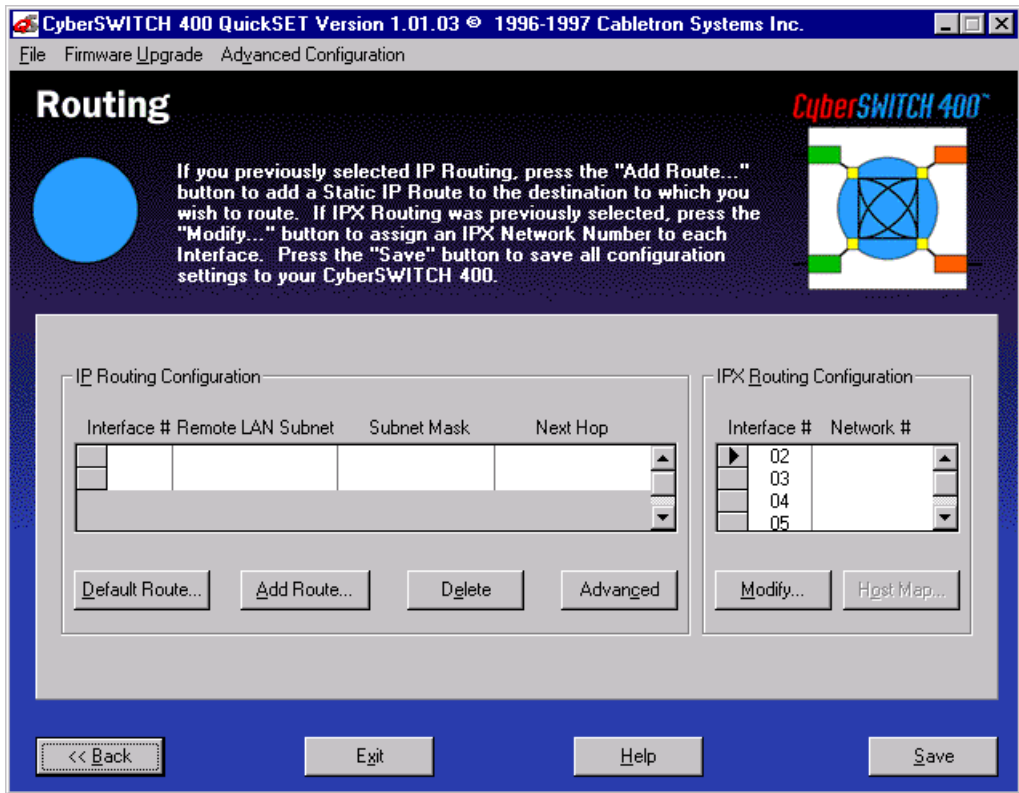 CyberSWITCH 400 QuickSET Version 1.01.03 © 1996-1997 Cabletron Systems Inc.
File Firmware Upgrade Advanced Configuration
Routing
CyberSWITCH 400™
If you previously selected IP Routing, press the "Add Route..."
button to add a Static IP Route to the destination to which you
wish to route. If IPX Routing was previously selected, press the
"Modify..." button to assign an IPX Network Number to each
Interface. Press the "Save" button to save all configuration
settings to your CyberSWITCH 400.
IP Routing Configuration
Interface # Remote LAN Subnet Subnet Mask Next Hop
Default Route... Add Route... Delete Advanced
IPX Routing Configuration
Interface # Network #
02
03
04
05
Modify... Host Map...
<< Back Exit Help Save